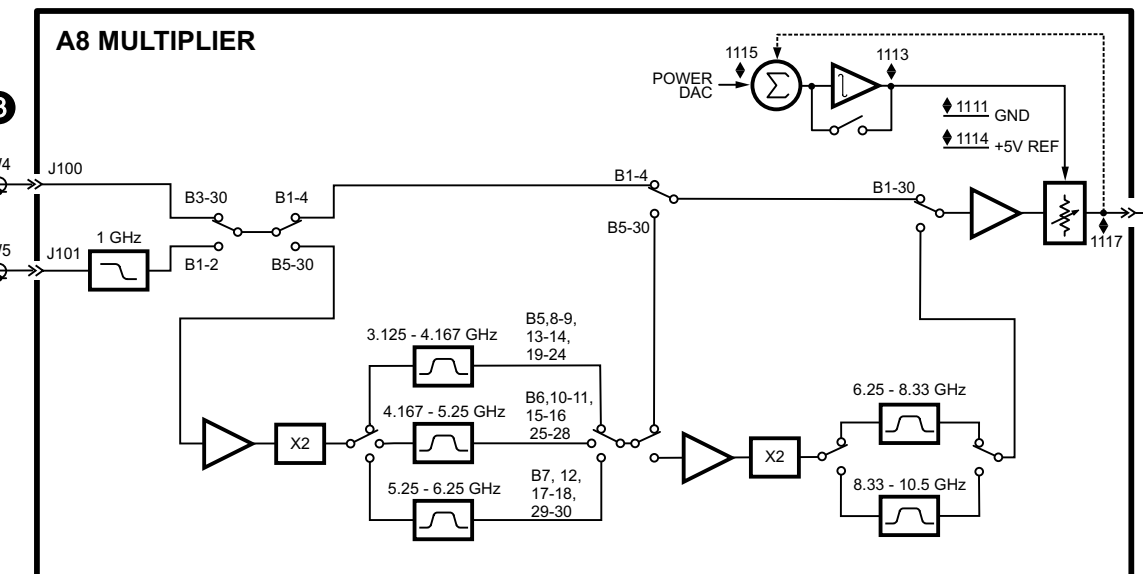 A8 MULTIPLIER
1115
1113
POWER
DAC
Σ
1111 GND
1114 +5V REF
J100
B3-30
B1-4
B1-4
B1-30
1 GHz
J101
B1-2
B5-30
B5-30
1117
3.125 - 4.167 GHz
B5,8-9,
13-14,
19-24
4.167 - 5.25 GHz
B6,10-11,
15-16
25-28
X2
5.25 - 6.25 GHz
B7, 12,
17-18,
29-30
X2
6.25 - 8.33 GHz
8.33 - 10.5 GHz